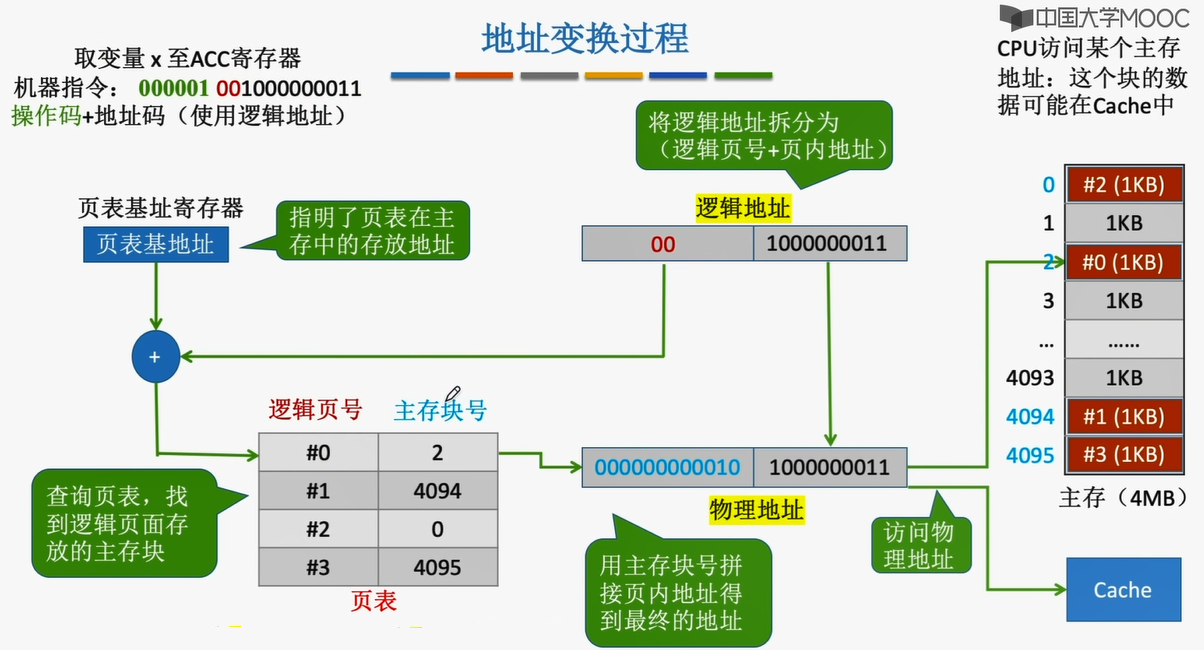 中国大学MOOC
地址变换过程
取变量 x 至ACC寄存器
机器指令： 000001 001000000011
操作码+地址码（使用逻辑地址）
CPU访问某个主存
地址：这个块的数
据可能在Cache中
将逻辑地址拆分为
（逻辑页号+页内地址）
页表基址寄存器
页表基地址
指明了页表在主
存中的存放地址
逻辑地址
00 1000000011
+
逻辑页号 主存块号
#0 2
#1 4094
#2 0
#3 4095
页表
查询页表，找
到逻辑页面存
放的主存块
000000000010 1000000011
物理地址
用主存块号拼
接页内地址得
到最终的地址
访问物
理地址
0 #2 (1KB)
1 1KB
2 #0 (1KB)
3 1KB
... ......
4093 1KB
4094 #1 (1KB)
4095 #3 (1KB)
主存（4MB）
Cache